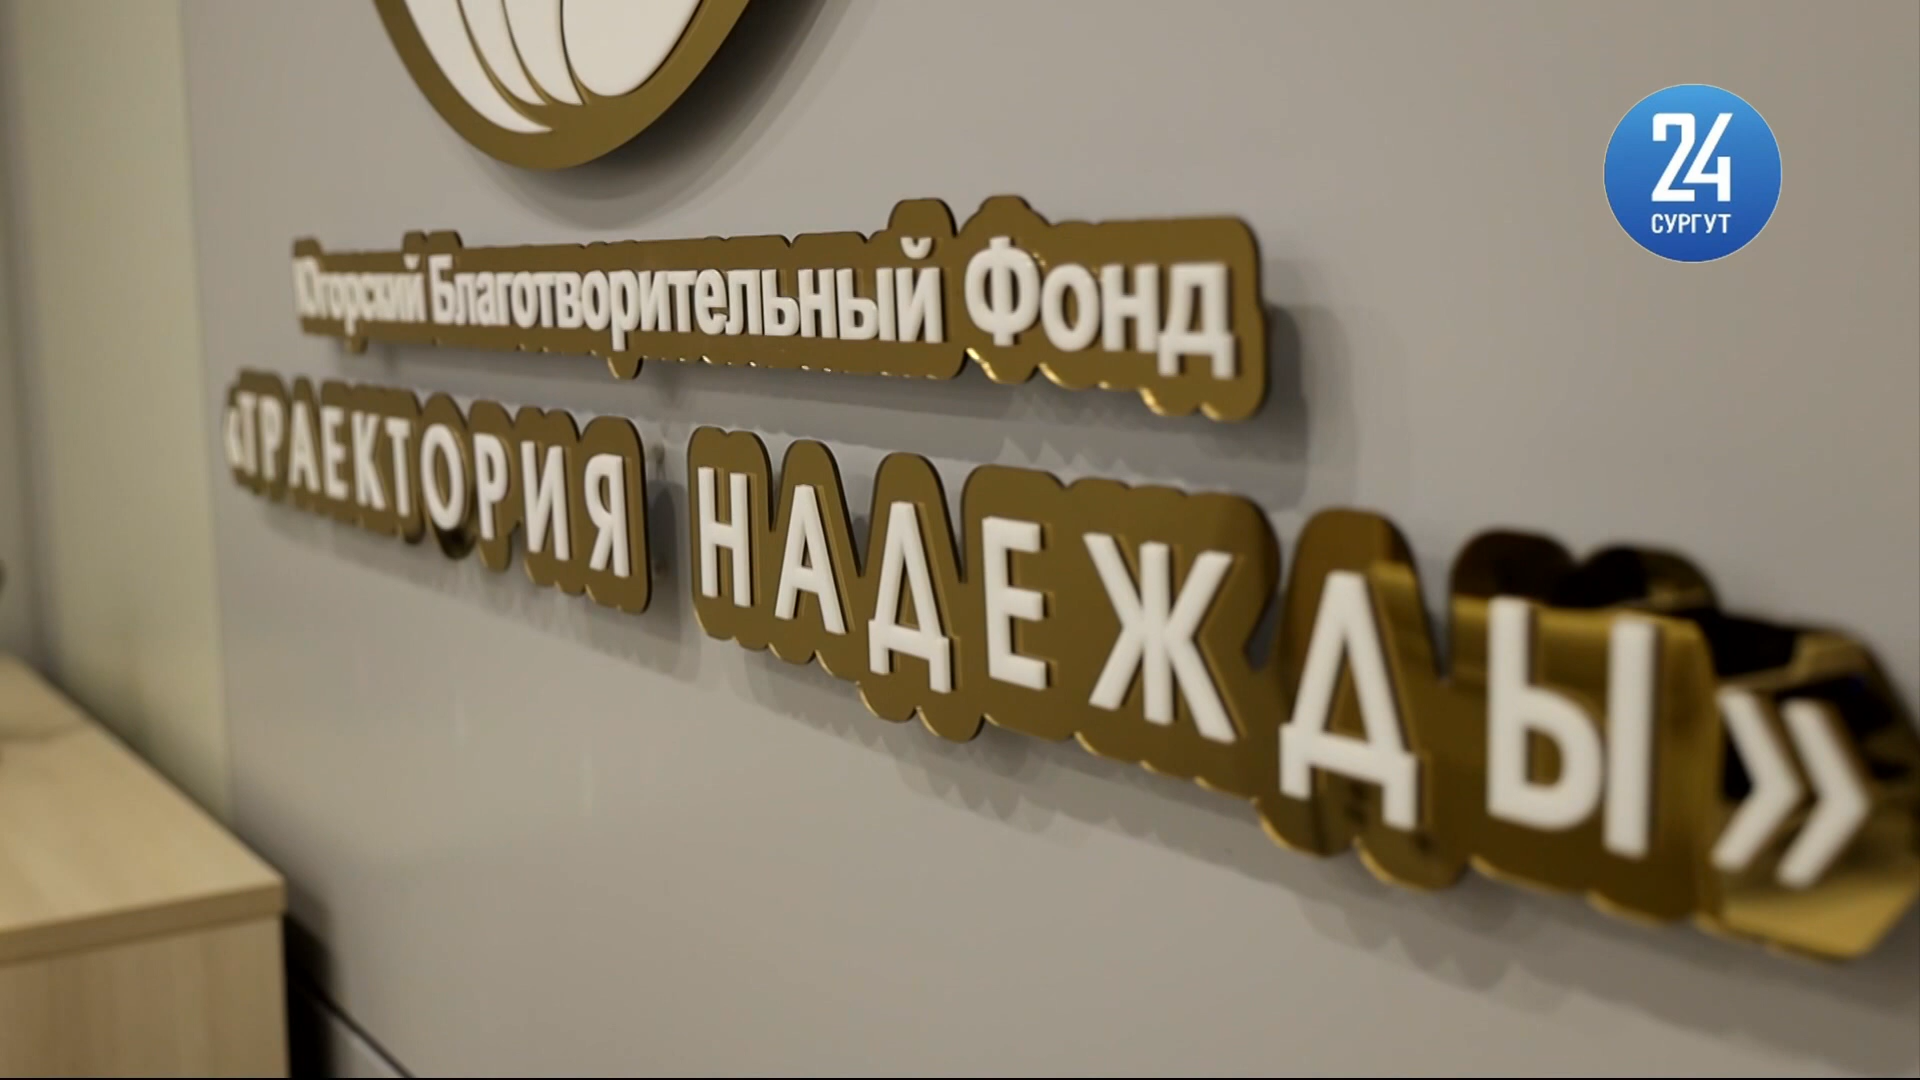 24
СУРГУТ
Югорский Благотворительный Фонд
«ТРАЕКТОРИЯ НАДЕЖДЫ»